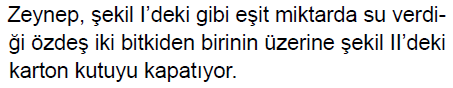 Zeynep, şekil I’deki gibi eşit miktarda su verdi-
ği özdeş iki bitkiden birinin üzerine şekil II’deki
karton kutuyu kapatıyor.